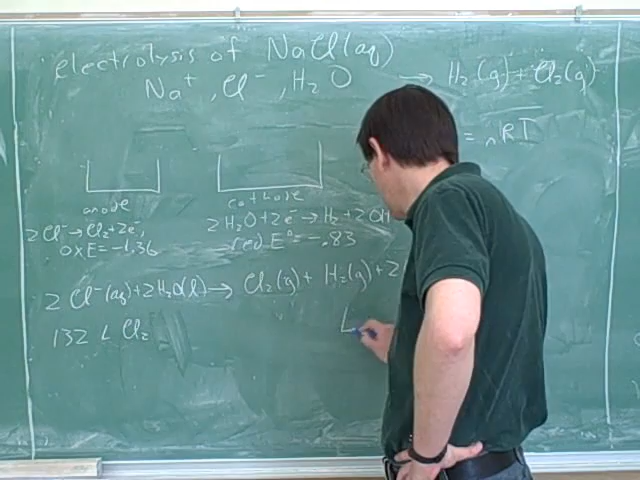 electrolysis of NaCl(aq)
Na⁺, Cl⁻, H₂O → H₂(g) + Cl₂(g)
= nRT
anode
cathode
2Cl⁻ → Cl₂ + 2e⁻,
2H₂O + 2e⁻ → H₂ + 2OH
ox E = -1.36
red E° = -.83
2Cl⁻(aq) + 2H₂O(l) → Cl₂(g) + H₂(g) + 2
132 L Cl₂
L